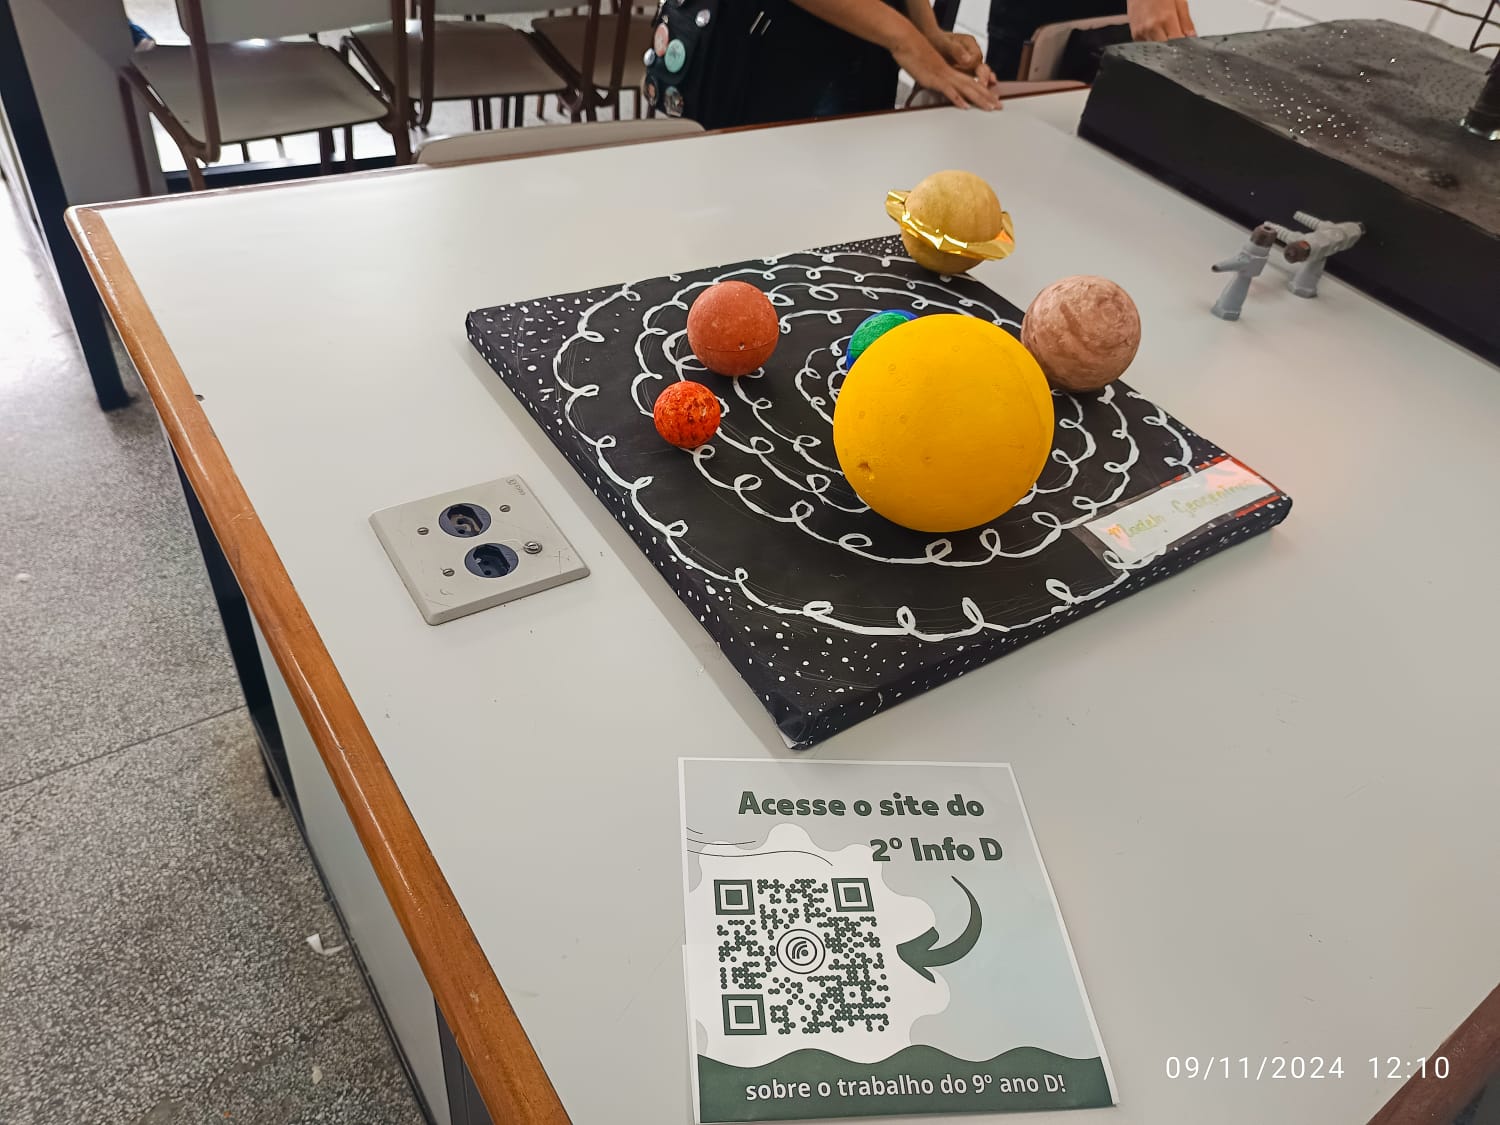 Modelo Geocêntrico
Acesse o site do
2º Info D
sobre o trabalho do 9º ano D!
09/11/2024 12:10